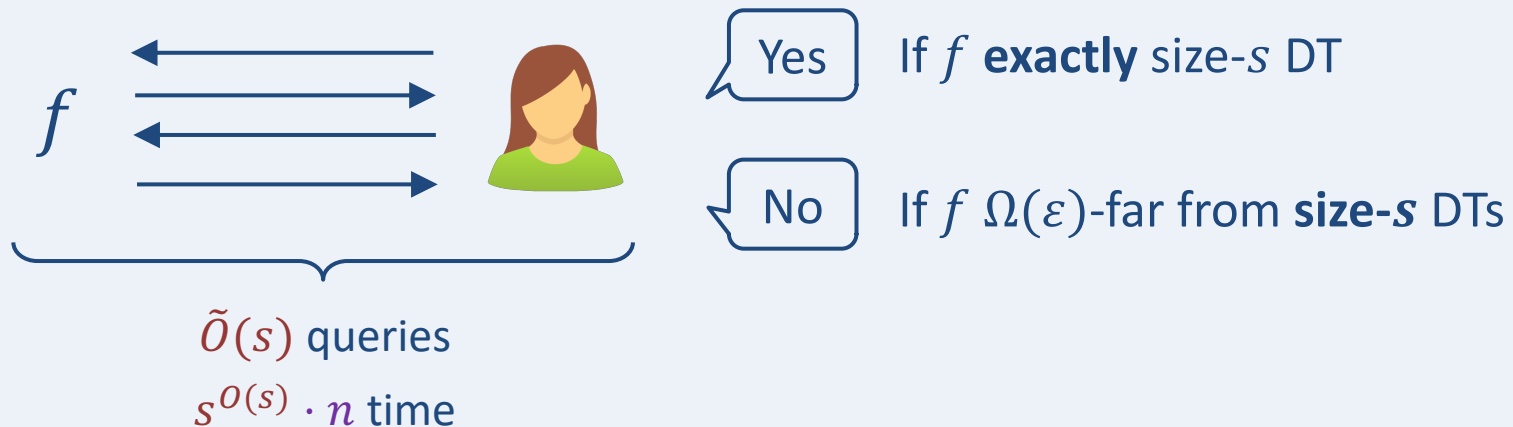 f
Yes
If f exactly size-s DT
No
If f Ω(ε)-far from size-s DTs
Õ(s) queries
s^{O(s)} · n time